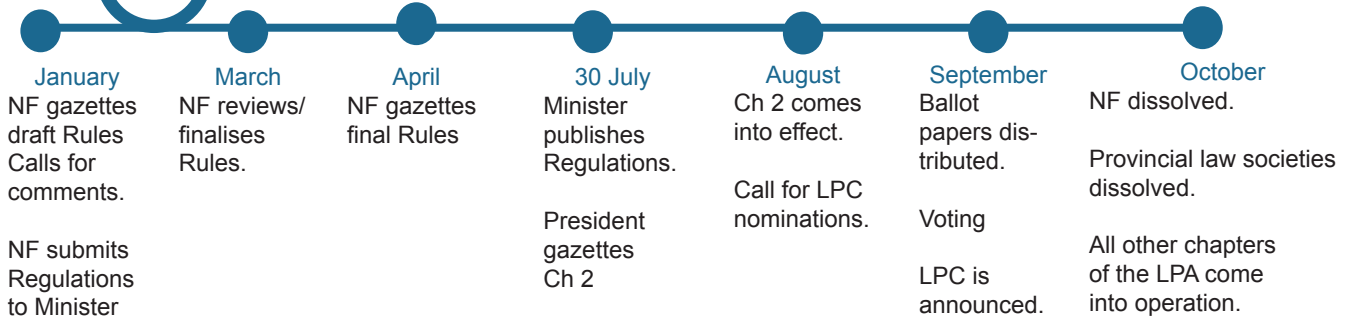 January
NF gazettes
draft Rules
Calls for
comments.
NF submits
Regulations
to Minister
March
NF reviews/
finalises
Rules.
April
NF gazettes
final Rules
30 July
Minister
publishes
Regulations.
President
gazettes
Ch 2
August
Ch 2 comes
into effect.
Call for LPC
nominations.
September
Ballot
papers dis-
tributed.
Voting
LPC is
announced.
October
NF dissolved.
Provincial law societies
dissolved.
All other chapters
of the LPA come
into operation.